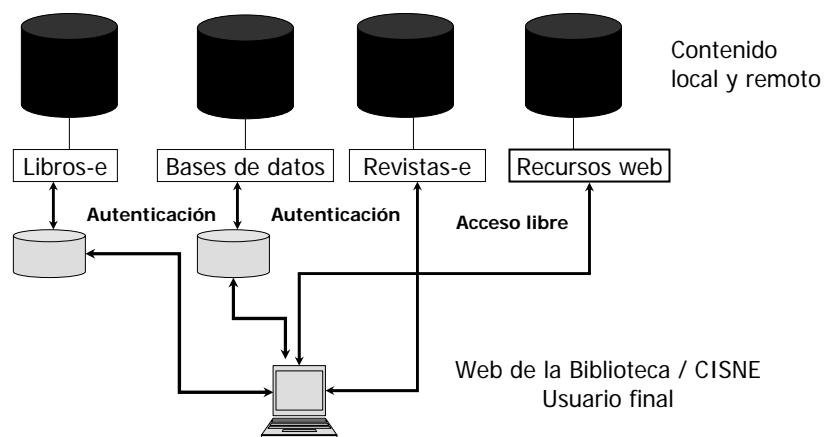 Contenido
local y remoto
Libros-e
Bases de datos
Revistas-e
Recursos web
Autenticación
Autenticación
Acceso libre
Web de la Biblioteca / CISNE
Usuario final